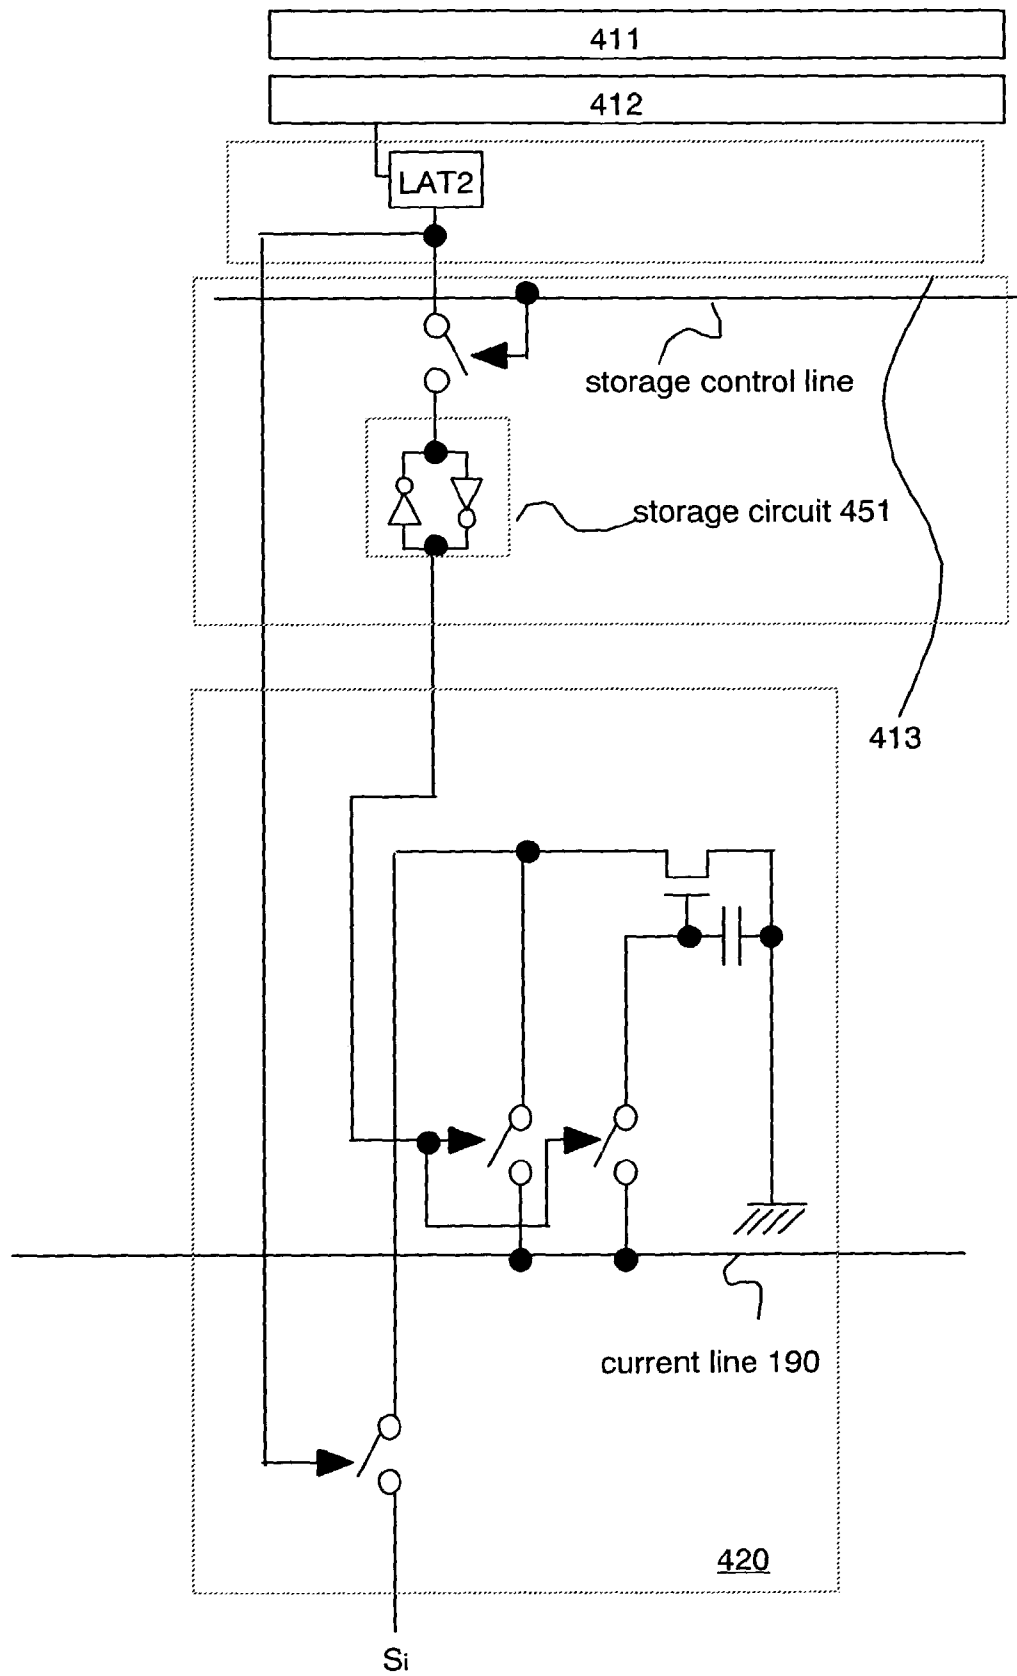 411
412
LAT2
storage control line
storage circuit 451
413
current line 190
420
Si